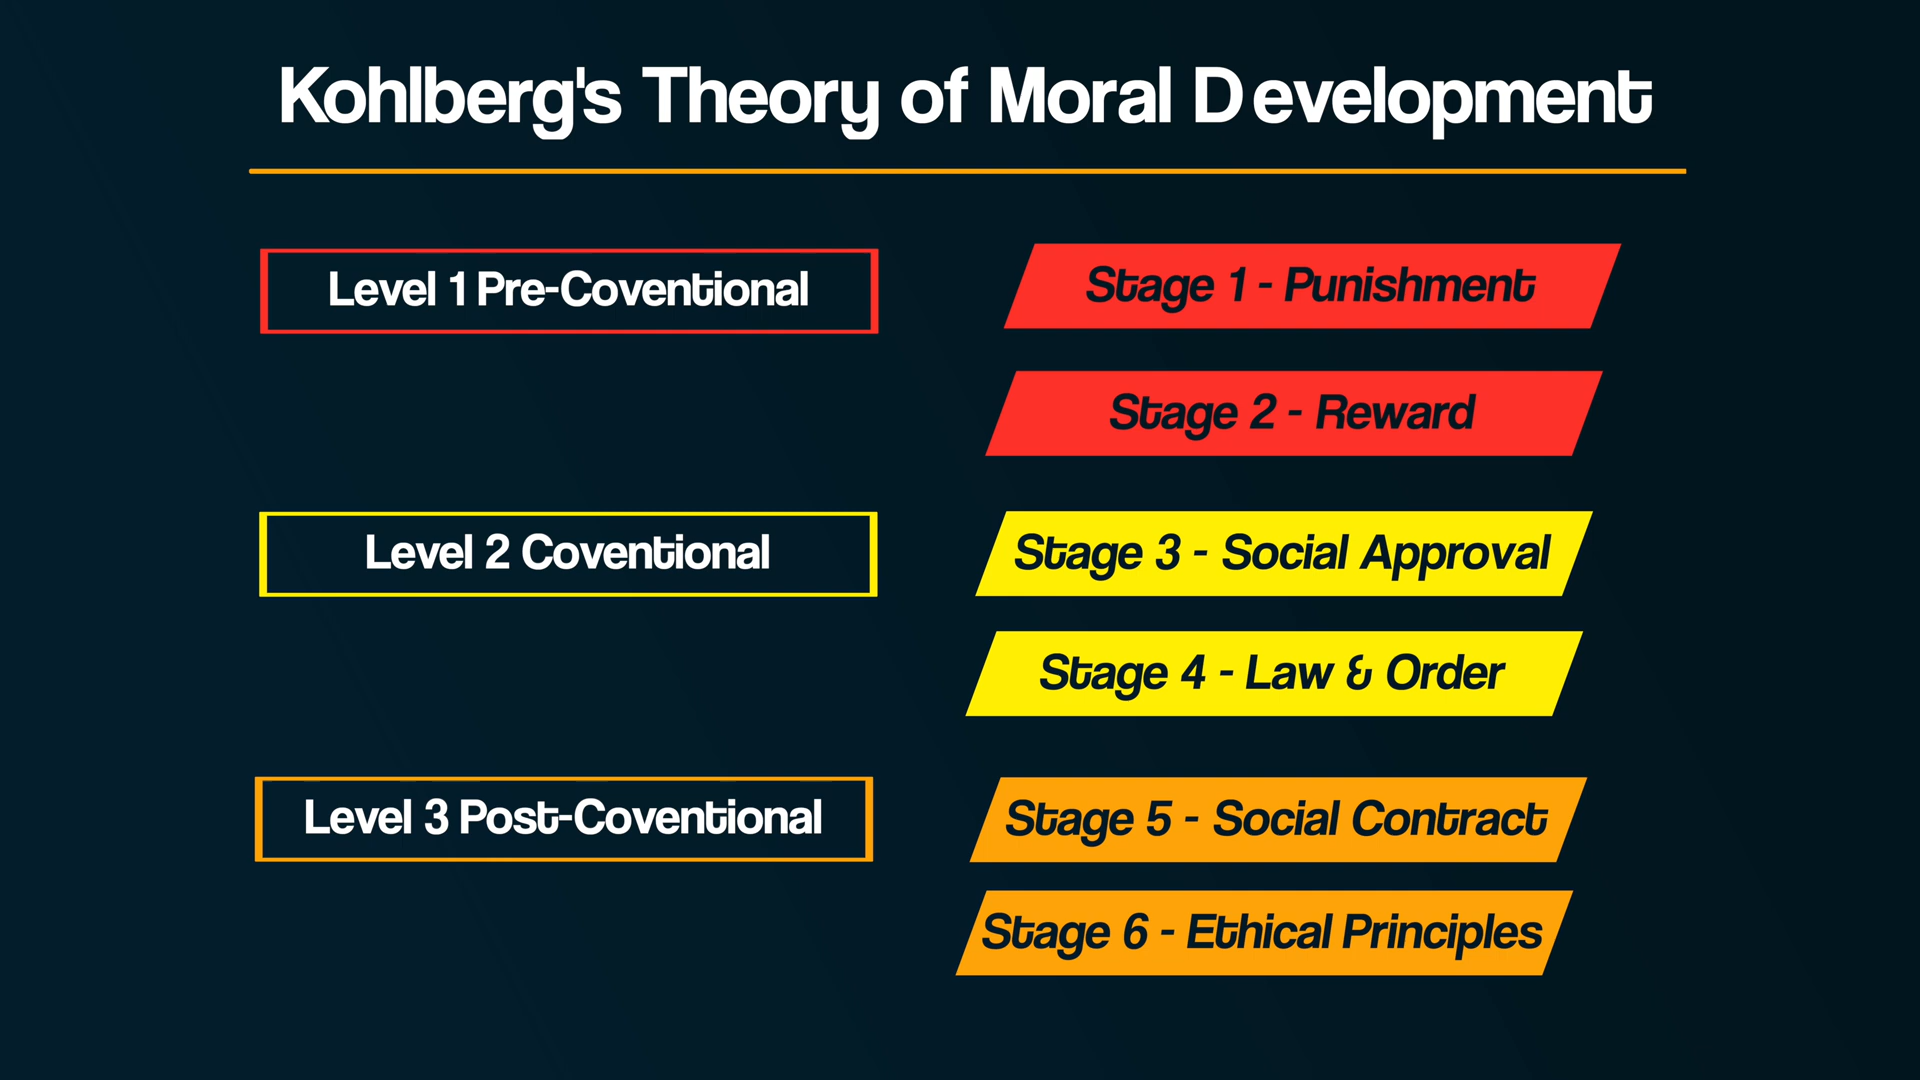 Kohlberg's Theory of Moral Development
Level 1 Pre-Coventional
Stage 1 - Punishment
Stage 2 - Reward
Level 2 Coventional
Stage 3 - Social Approval
Stage 4 - Law & Order
Level 3 Post-Coventional
Stage 5 - Social Contract
Stage 6 - Ethical Principles